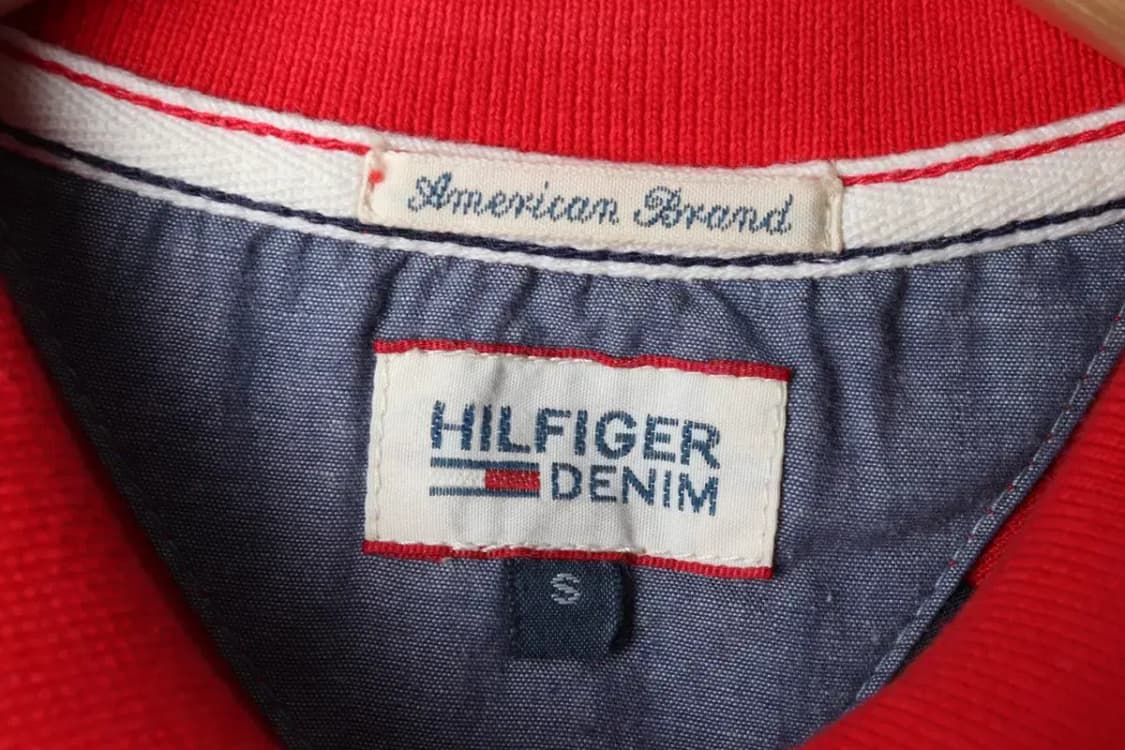 American Brand
HILFIGER
DENIM
S